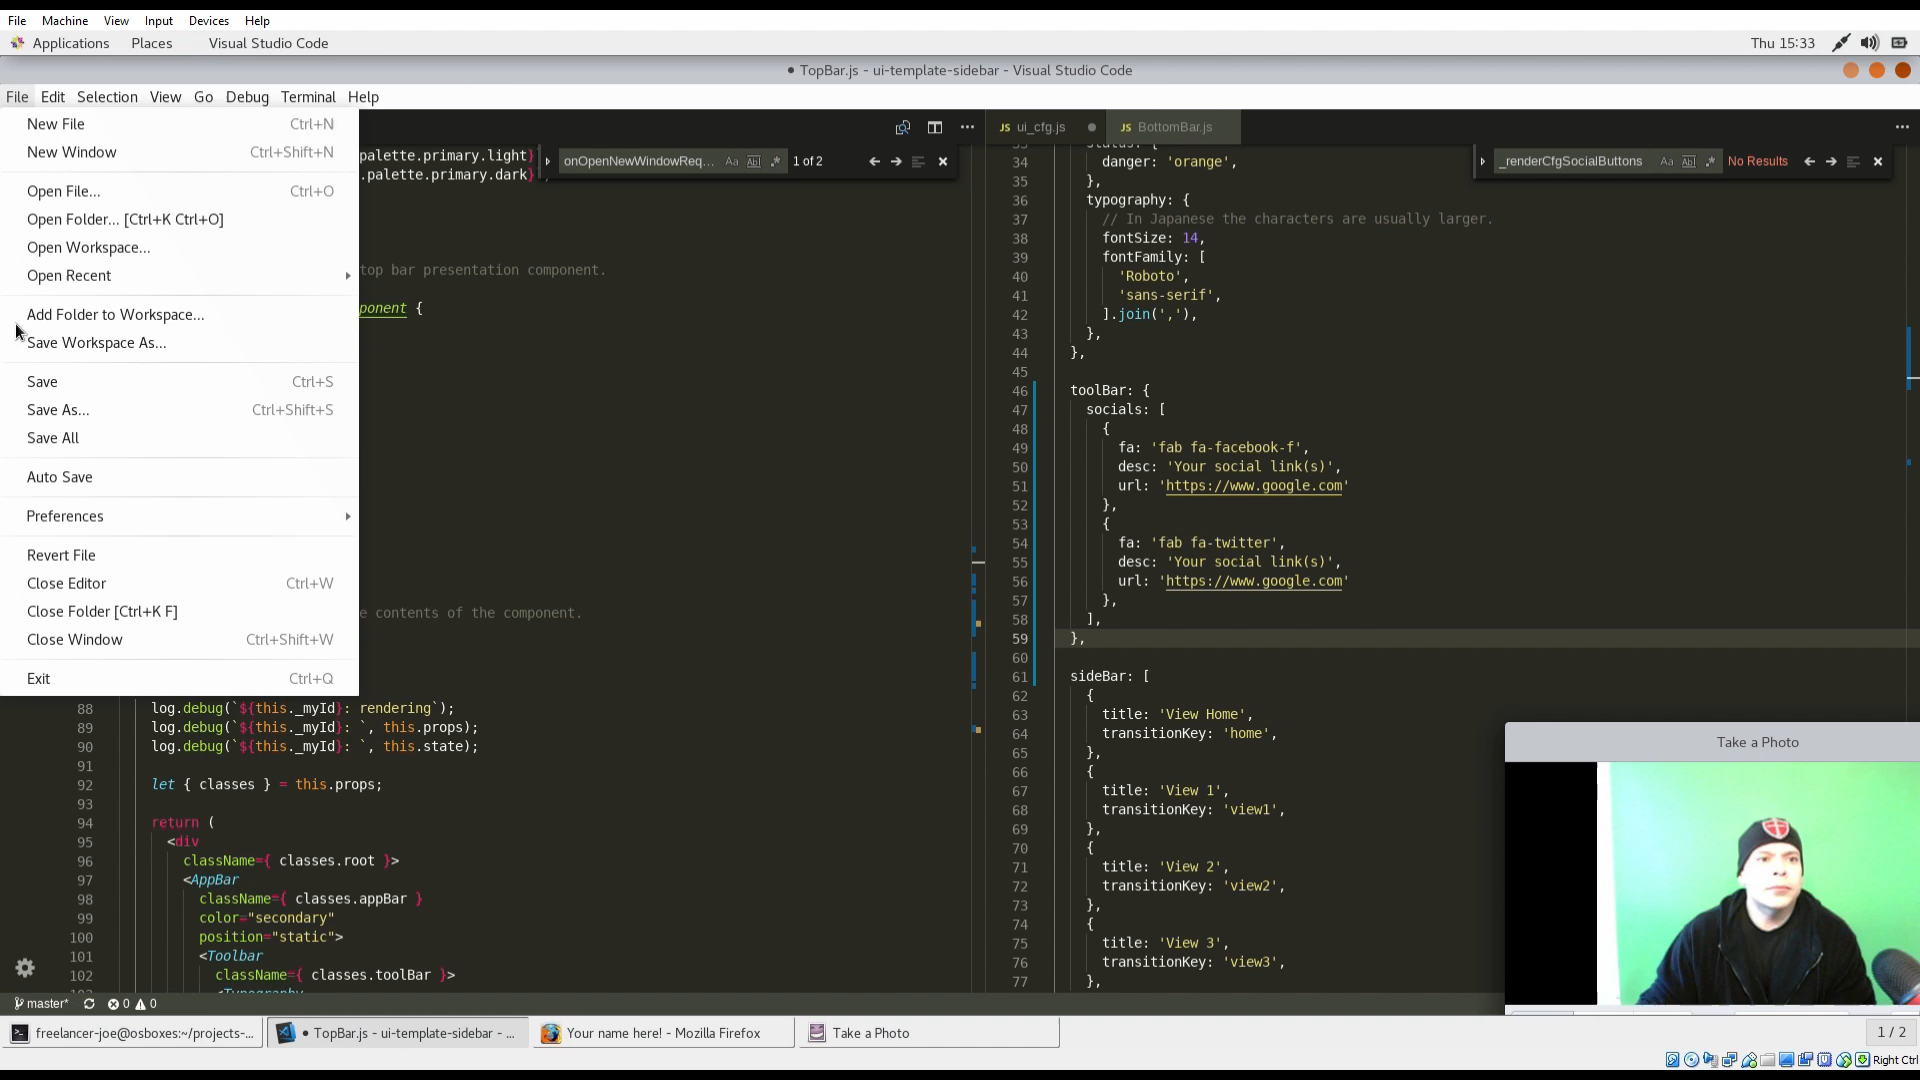 File Machine View Input Devices Help
Applications Places Visual Studio Code Thu 15:33
● TopBar.js - ui-template-sidebar - Visual Studio Code
File Edit Selection View Go Debug Terminal Help
New File Ctrl+N
New Window Ctrl+Shift+N
Open File... Ctrl+O
Open Folder... [Ctrl+K Ctrl+O]
Open Workspace...
Open Recent
Add Folder to Workspace...
Save Workspace As...
Save Ctrl+S
Save As... Ctrl+Shift+S
Save All
Auto Save
Preferences
Revert File
Close Editor Ctrl+W
Close Folder [Ctrl+K F]
Close Window Ctrl+Shift+W
Exit Ctrl+Q
palette.primary.light}
.palette.primary.dark}
onOpenNewWindowReq... Aa Abl .* 1 of 2
top bar presentation component.
ponent {
e contents of the component.
88 log.debug(`${this._myId}: rendering`);
89 log.debug(`${this._myId}: `, this.props);
90 log.debug(`${this._myId}: `, this.state);
91
92 let { classes } = this.props;
93
94 return (
95 <div
96 className={ classes.root }>
97 <AppBar
98 className={ classes.appBar }
99 color="secondary"
100 position="static">
101 <Toolbar
102 className={ classes.toolBar }>
JS ui_cfg.js ● JS BottomBar.js
_renderCfgSocialButtons Aa Abl .* No Results
34 danger: 'orange',
35 },
36 typography: {
37 // In Japanese the characters are usually larger.
38 fontSize: 14,
39 fontFamily: [
40 'Roboto',
41 'sans-serif',
42 ].join(','),
43 },
44 },
45
46 toolBar: {
47 socials: [
48 {
49 fa: 'fab fa-facebook-f',
50 desc: 'Your social link(s)',
51 url: 'https://www.google.com'
52 },
53 {
54 fa: 'fab fa-twitter',
55 desc: 'Your social link(s)',
56 url: 'https://www.google.com'
57 },
58 ],
59 },
60
61 sideBar: [
62 {
63 title: 'View Home',
64 transitionKey: 'home',
65 },
66 {
67 title: 'View 1',
68 transitionKey: 'view1',
69 },
70 {
71 title: 'View 2',
72 transitionKey: 'view2',
73 },
74 {
75 title: 'View 3',
76 transitionKey: 'view3',
77 },
Take a Photo
master* 0 0
freelancer-joe@osboxes:~/projects-... ● TopBar.js - ui-template-sidebar - ... Your name here! - Mozilla Firefox Take a Photo 1 / 2
Right Ctrl